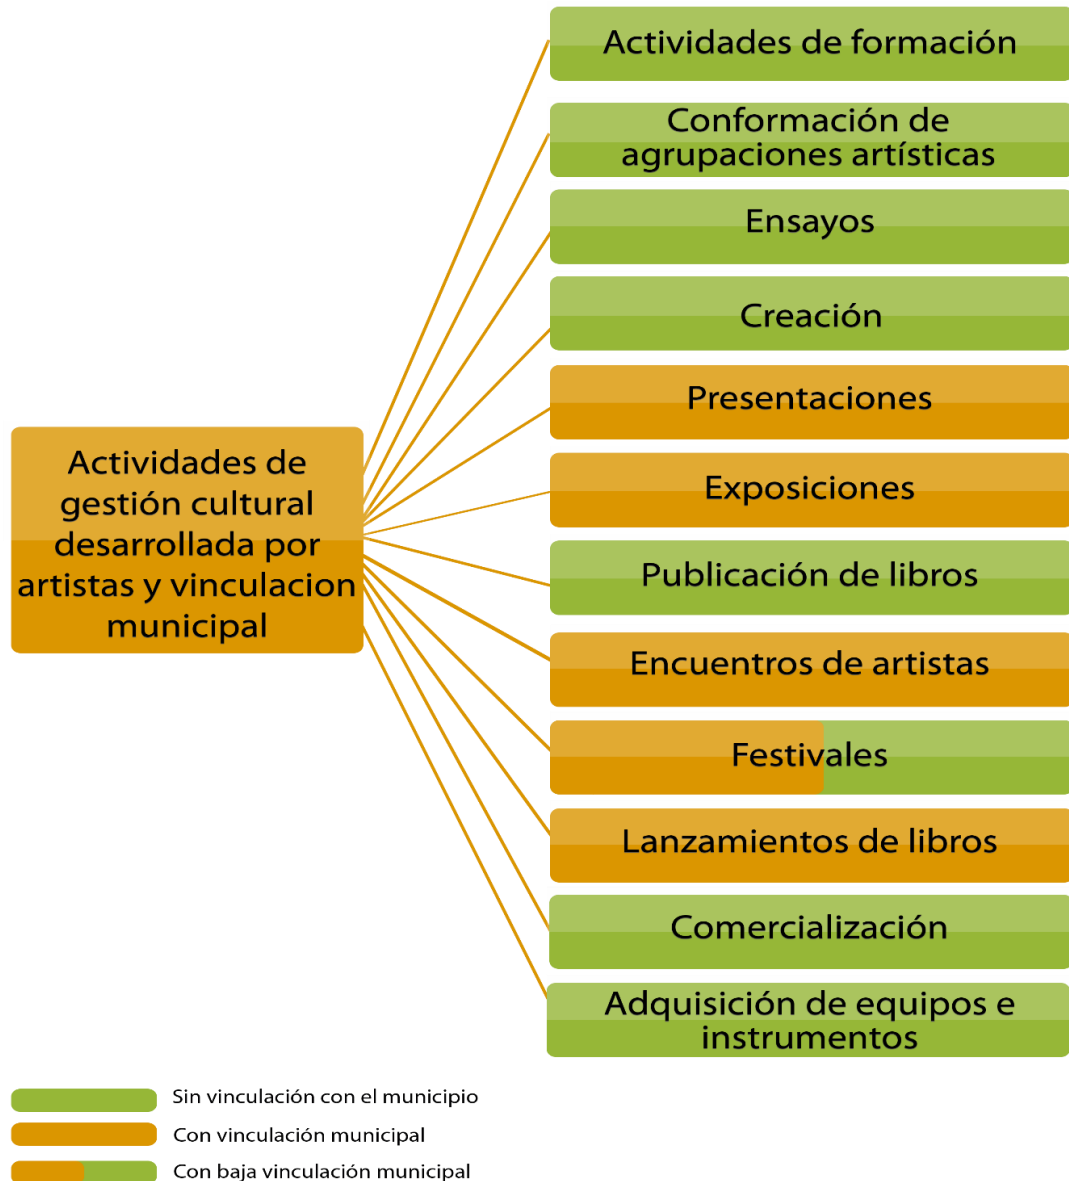 Actividades de formación
Conformación de
agrupaciones artísticas
Ensayos
Creación
Presentaciones
Exposiciones
Publicación de libros
Encuentros de artistas
Festivales
Lanzamientos de libros
Comercialización
Adquisición de equipos e
instrumentos
Actividades de
gestión cultural
desarrollada por
artistas y vinculacion
municipal
Sin vinculación con el municipio
Con vinculación municipal
Con baja vinculación municipal